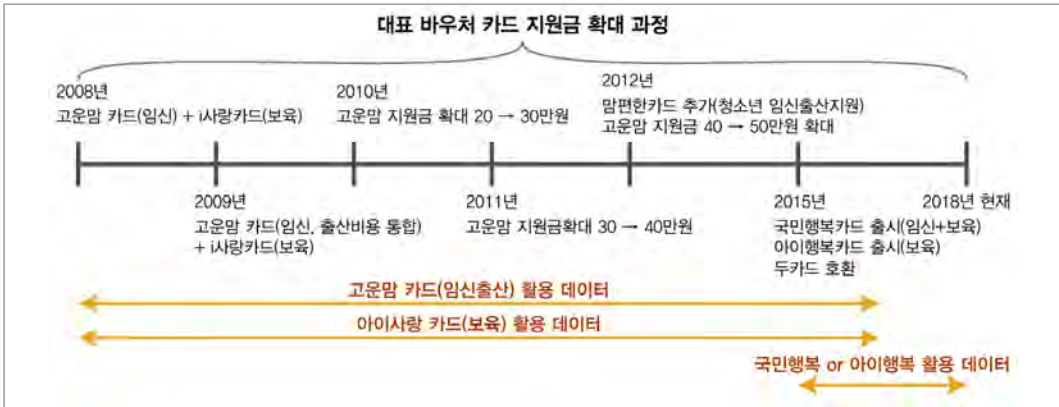 대표 바우처 카드 지원금 확대 과정
2008년
고운맘 카드(임신) + i사랑카드(보육)
2010년
고운맘 지원금 확대 20 → 30만원
2012년
맘편한카드 추가(청소년 임신출산지원)
고운맘 지원금 40 → 50만원 확대
2009년
고운맘 카드(임신, 출산비용 통합)
+ i사랑카드(보육)
2011년
고운맘 지원금확대 30 → 40만원
2015년
국민행복카드 출시(임신+보육)
아이행복카드 출시(보육)
두카드 호환
2018년 현재
고운맘 카드(임신출산) 활용 데이터
아이사랑 카드(보육) 활용 데이터
국민행복 or 아이행복 활용 데이터